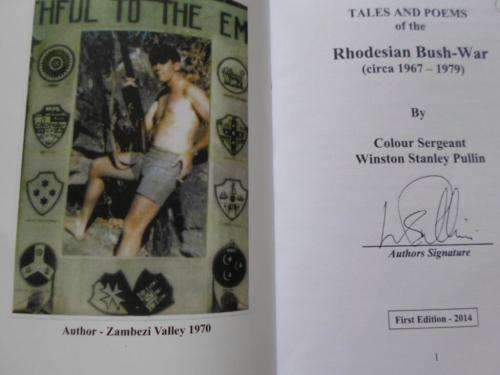 HFUL TO THE EM
Author - Zambezi Valley 1970
TALES AND POEMS
of the
Rhodesian Bush-War
(circa 1967 – 1979)
By
Colour Sergeant
Winston Stanley Pullin
Authors Signature
First Edition - 2014
1